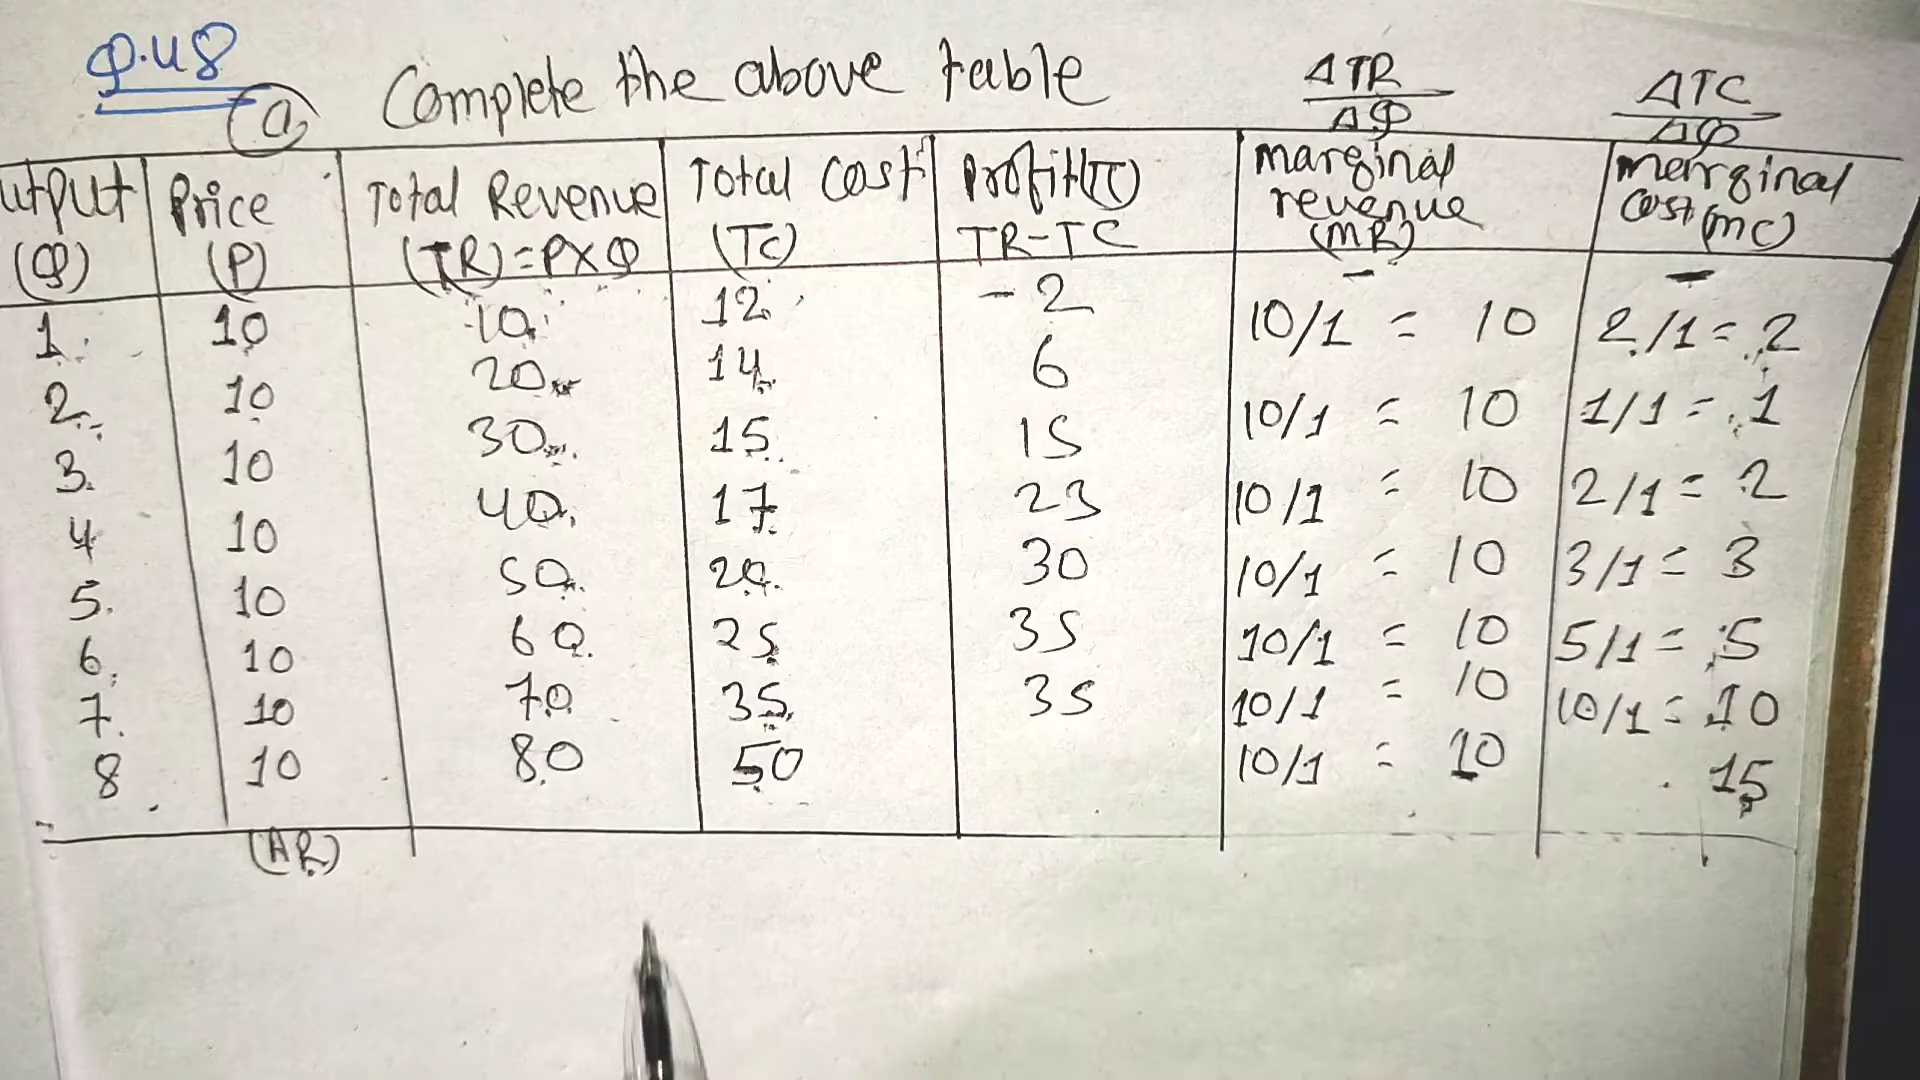 Q.48
(a) Complete the above table
ΔTR/ΔQ ΔTC/ΔQ
utput (Q) Price (P) Total Revenue (TR)=P×Q Total Cost (TC) Profit(π) TR-TC marginal revenue (MR) marginal cost (MC)
1. 10 10 12 -2 - -
2. 10 20 14 6 10/1 = 10 2/1 = 2
3. 10 30 15 15 10/1 = 10 1/1 = 1
4 10 40 17 23 10/1 = 10 2/1 = 2
5. 10 50 20 30 10/1 = 10 3/1 = 3
6. 10 60 25 35 10/1 = 10 5/1 = 5
7. 10 70 35 35 10/1 = 10 10/1 = 10
8 10 80 50 10/1 = 10 15
(AR)